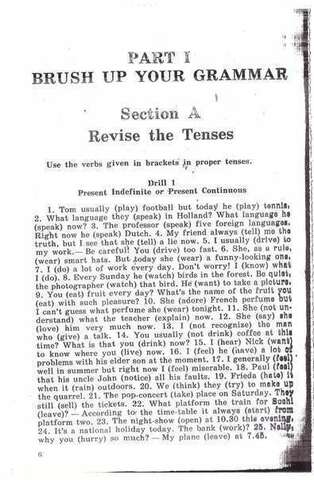 PART I
BRUSH UP YOUR GRAMMAR
Section A
Revise the Tenses
Use the verbs given in brackets in proper tenses.
Drill 1
Present Indefinite or Present Continuous
1. Tom usually (play) football but today he (play) tennis.
2. What language they (speak) in Holland? What language he
(speak) now? 3. The professor (speak) five foreign languages.
Right now he (speak) Dutch. 4. My friend always (tell) me the
truth, but I see that she (tell) a lie now. 5. I usually (drive) to
my work.— Be careful! You (drive) too fast. 6. She, as a rule,
(wear) smart hats. But today she (wear) a funny-looking one.
7. I (do) a lot of work every day. Don't worry! I (know) what
I (do). 8. Every Sunday he (watch) birds in the forest. Be quiet,
the photographer (watch) that bird. He (want) to take a picture.
9. You (eat) fruit every day? What's the name of the fruit you
(eat) with such pleasure? 10. She (adore) French perfume but
I can't guess what perfume she (wear) tonight. 11. She (not un-
derstand) what the teacher (explain) now. 12. She (say) she
(love) him very much now. 13. I (not recognize) the man
who (give) a talk. 14. You usually (not drink) coffee at this
time? What is that you (drink) now? 15. I (hear) Nick (want)
to know where you (live) now. 16. I (feel) he (have) a lot of
problems with his elder son at the moment. 17. I generally (feel)
well in summer but right now I (feel) miserable. 18. Paul (feel)
that his uncle John (notice) all his faults. 19. Frieda (hate) it
when it (rain) outdoors. 20. We (think) they (try) to make up
the quarrel. 21. The pop-concert (take) place on Saturday. They
still (sell) the tickets. 22. What platform the train for Soshi
(leave)? — According to the time-table it always (start) from
platform two. 23. The night-show (open) at 10.30 this evening.
24. It's a national holiday today. The bank (work)? 25. Nelly,
why you (hurry) so much? — My plane (leave) at 7.45.
6